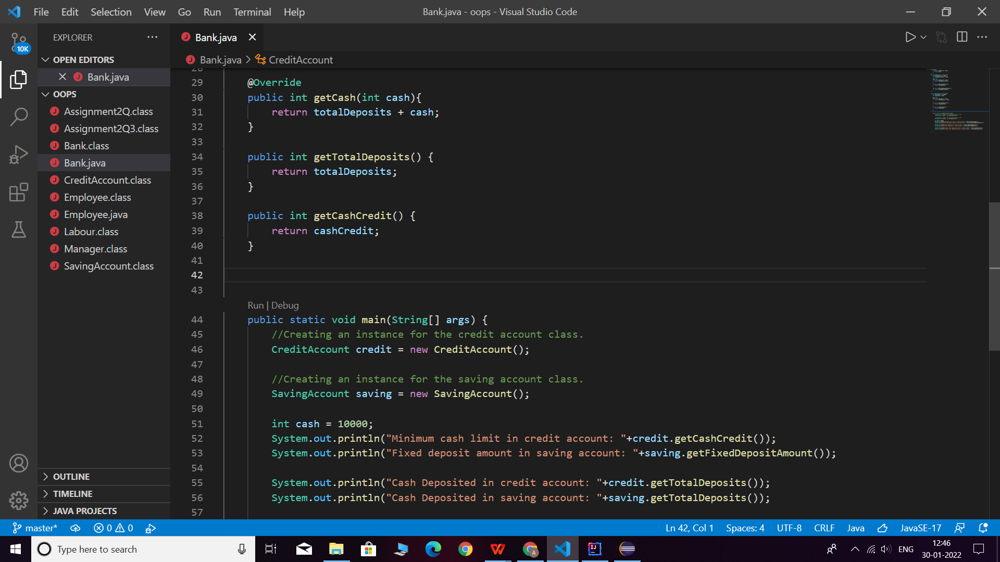 File Edit Selection View Go Run Terminal Help
Bank.java - oops - Visual Studio Code
10K
EXPLORER
OPEN EDITORS
Bank.java
OOPS
Assignment2Q.class
Assignment2Q3.class
Bank.class
Bank.java
CreditAccount.class
Employee.class
Employee.java
Labour.class
Manager.class
SavingAccount.class
OUTLINE
TIMELINE
JAVA PROJECTS
Bank.java
Bank.java > CreditAccount
28
29 @Override
30 public int getCash(int cash){
31 return totalDeposits + cash;
32 }
33
34 public int getTotalDeposits() {
35 return totalDeposits;
36 }
37
38 public int getCashCredit() {
39 return cashCredit;
40 }
41
42
43
Run | Debug
44 public static void main(String[] args) {
45 //Creating an instance for the credit account class.
46 CreditAccount credit = new CreditAccount();
47
48 //Creating an instance for the saving account class.
49 SavingAccount saving = new SavingAccount();
50
51 int cash = 10000;
52 System.out.println("Minimum cash limit in credit account: "+credit.getCashCredit());
53 System.out.println("Fixed deposit amount in saving account: "+saving.getFixedDepositAmount());
54
55 System.out.println("Cash Deposited in credit account: "+credit.getTotalDeposits());
56 System.out.println("Cash Deposited in saving account: "+saving.getTotalDeposits());
57
master* 0 0 Ln 42, Col 1 Spaces: 4 UTF-8 CRLF Java JavaSE-17
Type here to search
ENG
12:46
30-01-2022